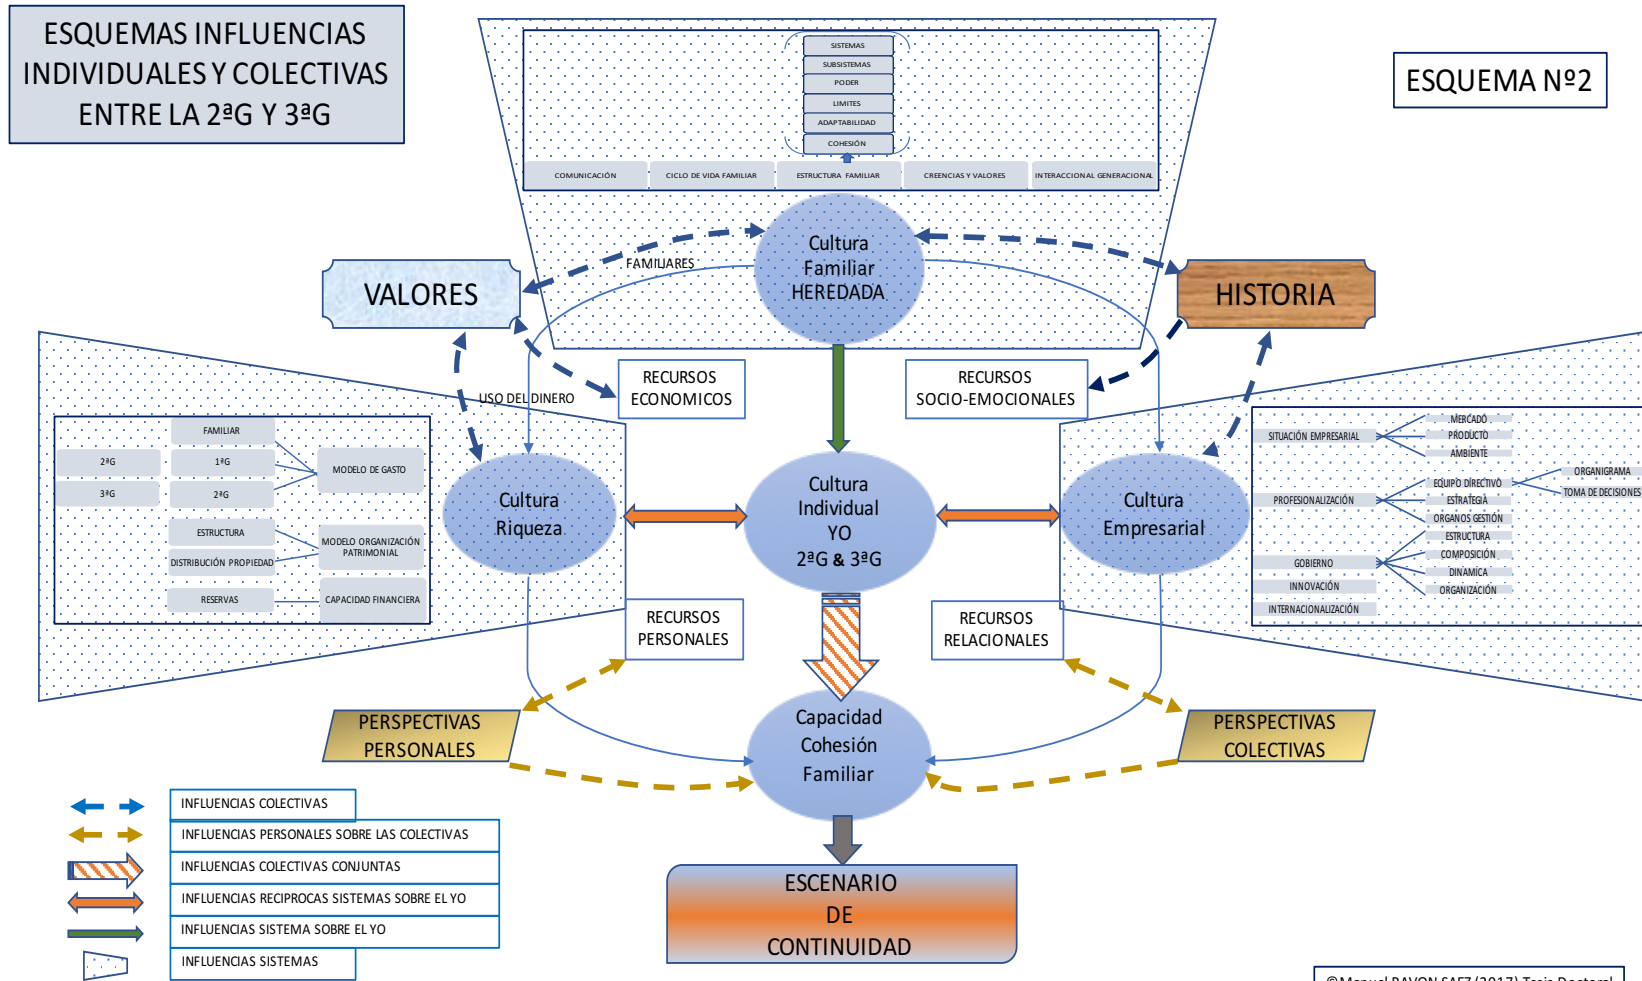 ESQUEMAS INFLUENCIAS
INDIVIDUALES Y COLECTIVAS
ENTRE LA 2ªG Y 3ªG
ESQUEMA Nº2
SISTEMAS
SUBSISTEMAS
PODER
LIMITES
ADAPTABILIDAD
COHESIÓN
COMUNICACIÓN
CICLO DE VIDA FAMILIAR
ESTRUCTURA FAMILIAR
CREENCIAS Y VALORES
INTERACCIONAL GENERACIONAL
Cultura
Familiar
HEREDADA
FAMILIARES
VALORES
HISTORIA
RECURSOS
ECONOMICOS
RECURSOS
SOCIO-EMOCIONALES
USO DEL DINERO
FAMILIAR
2ªG
1ªG
MODELO DE GASTO
3ªG
2ªG
ESTRUCTURA
MODELO ORGANIZACIÓN
PATRIMONIAL
DISTRIBUCIÓN PROPIEDAD
RESERVAS
CAPACIDAD FINANCIERA
Cultura
Riqueza
Cultura
Individual
YO
2ªG & 3ªG
Cultura
Empresarial
SITUACIÓN EMPRESARIAL
MERCADO
PRODUCTO
AMBIENTE
PROFESIONALIZACIÓN
EQUIPO DIRECTIVO
ESTRATEGIA
ORGANOS GESTIÓN
ORGANIGRAMA
TOMA DE DECISIONES
GOBIERNO
ESTRUCTURA
COMPOSICIÓN
DINAMICA
ORGANIZACIÓN
INNOVACIÓN
INTERNACIONALIZACIÓN
RECURSOS
PERSONALES
RECURSOS
RELACIONALES
PERSPECTIVAS
PERSONALES
Capacidad
Cohesión
Familiar
PERSPECTIVAS
COLECTIVAS
INFLUENCIAS COLECTIVAS
INFLUENCIAS PERSONALES SOBRE LAS COLECTIVAS
INFLUENCIAS COLECTIVAS CONJUNTAS
INFLUENCIAS RECIPROCAS SISTEMAS SOBRE EL YO
INFLUENCIAS SISTEMA SOBRE EL YO
INFLUENCIAS SISTEMAS
ESCENARIO
DE
CONTINUIDAD
©Manuel PAVON SAEZ (2017) Tesis Doctoral